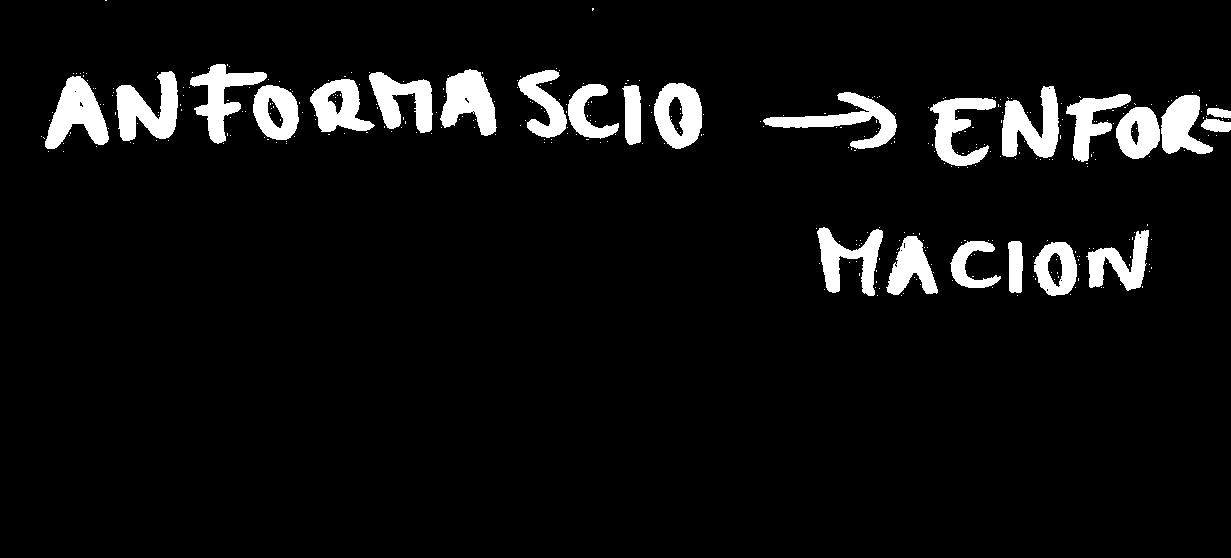 ANFORMASCIO → ENFOR=
MACION